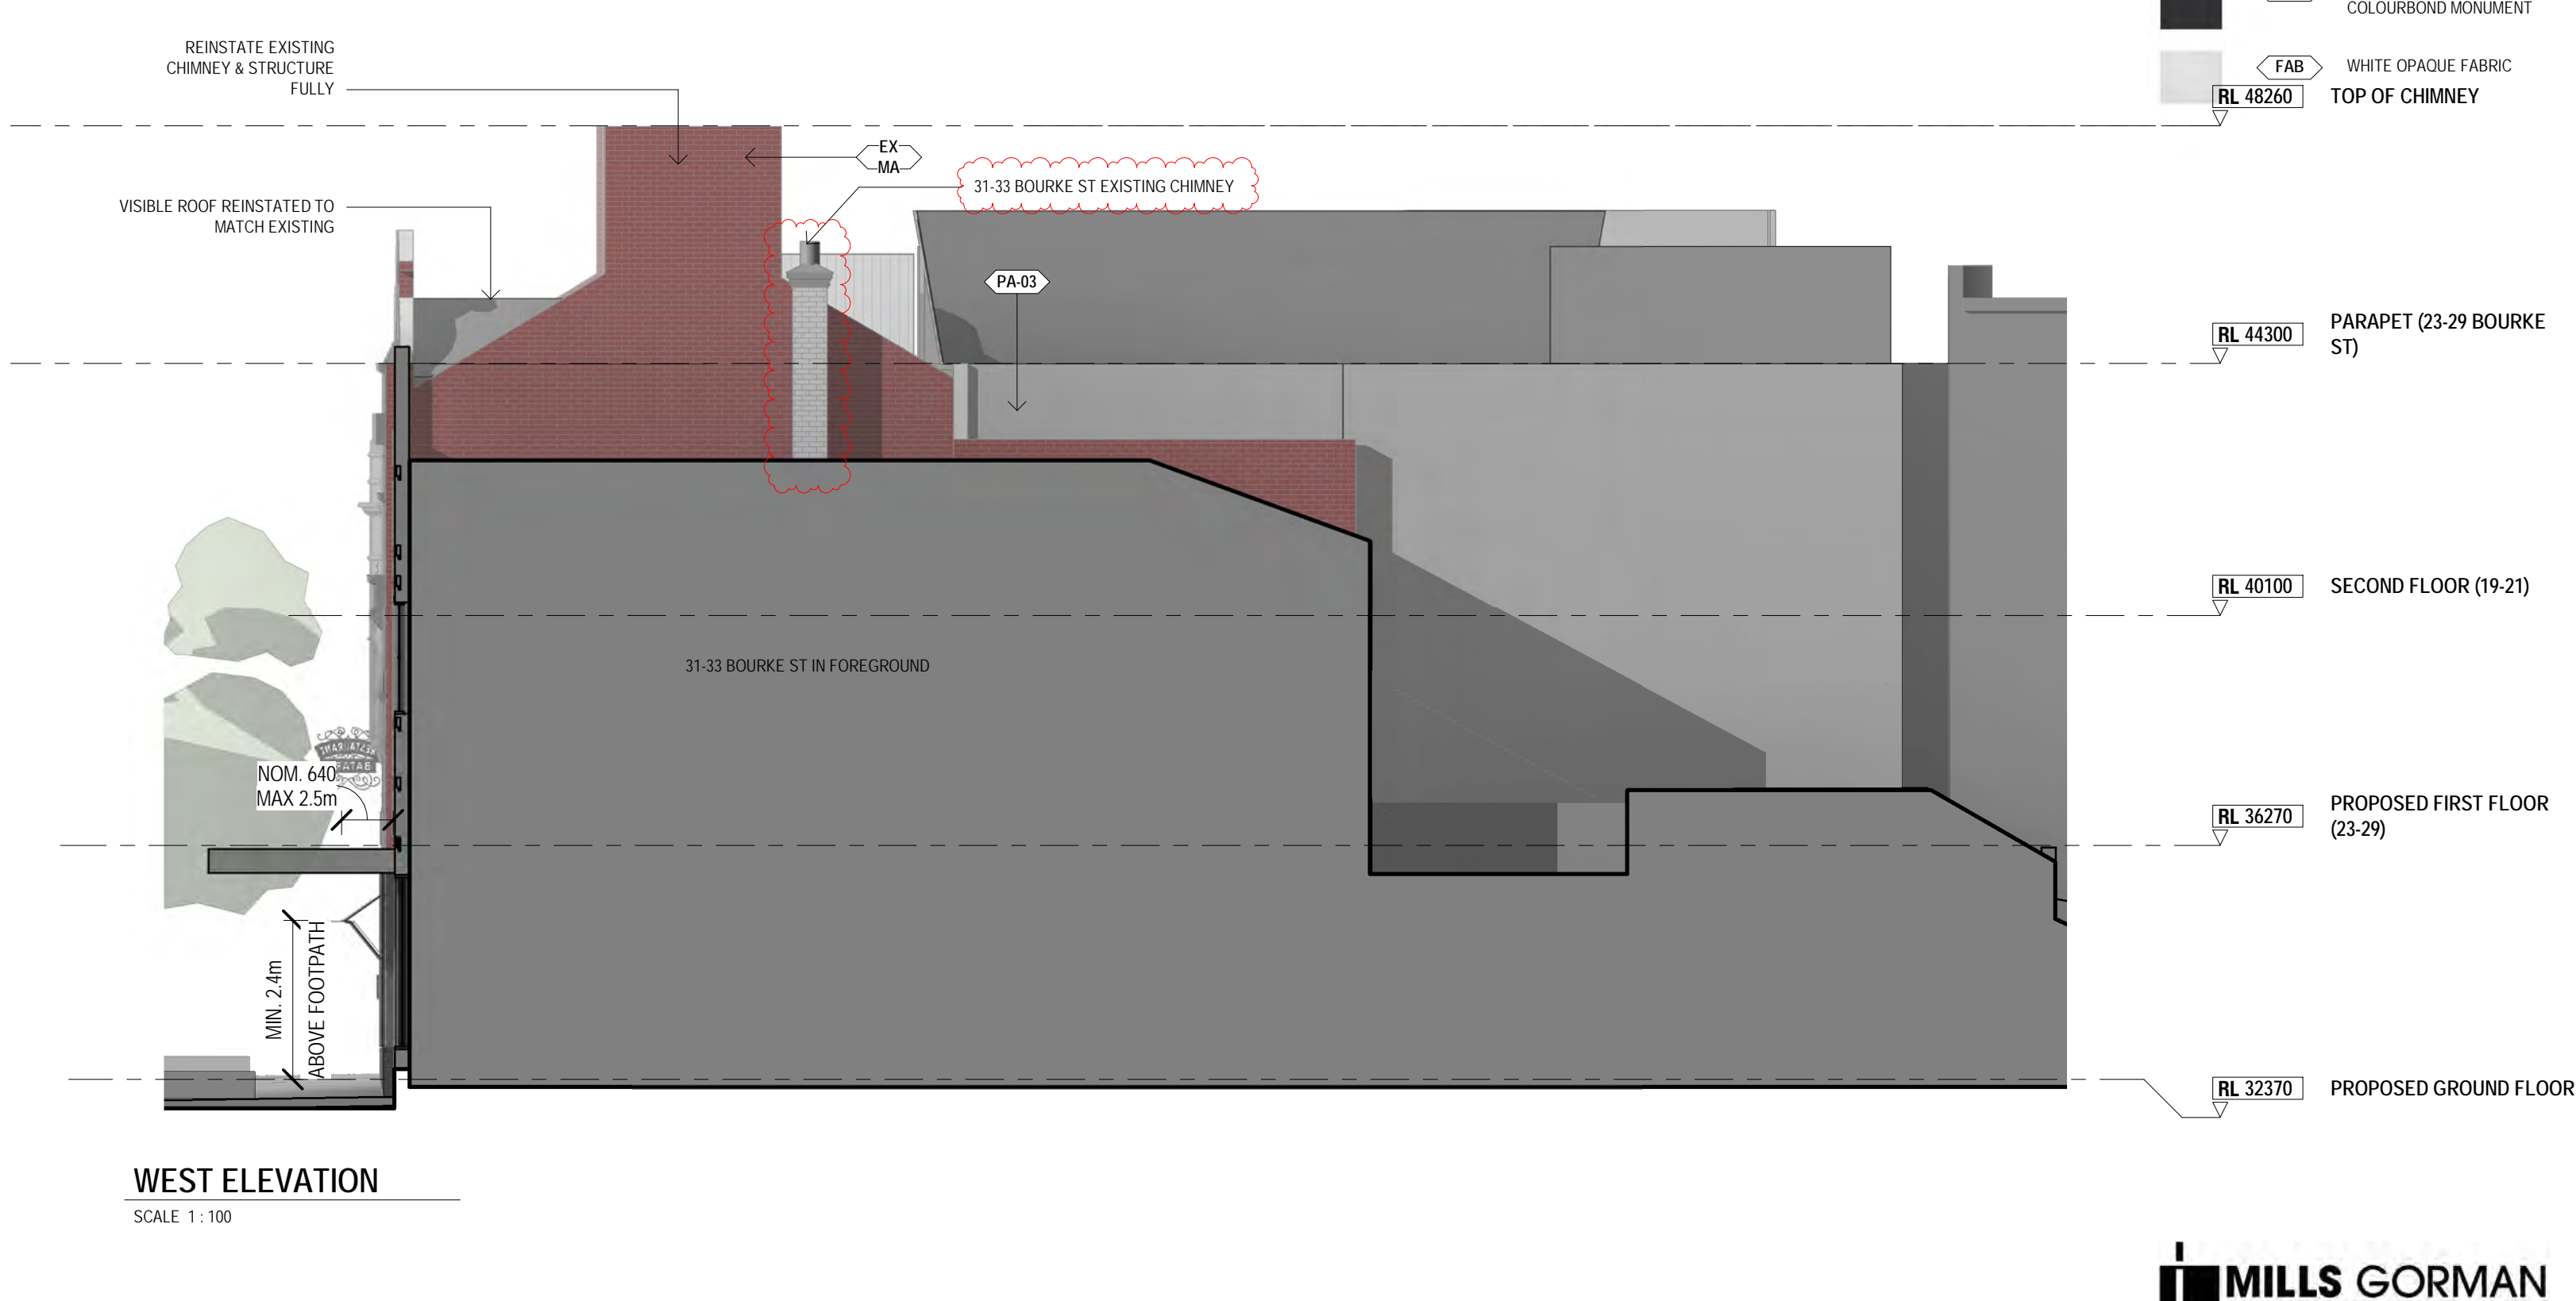 COLOURBOND MONUMENT
FAB
WHITE OPAQUE FABRIC
RL 48260
TOP OF CHIMNEY
REINSTATE EXISTING
CHIMNEY & STRUCTURE
FULLY
EX
MA
31-33 BOURKE ST EXISTING CHIMNEY
VISIBLE ROOF REINSTATED TO
MATCH EXISTING
PA-03
RL 44300
PARAPET (23-29 BOURKE
ST)
RL 40100
SECOND FLOOR (19-21)
31-33 BOURKE ST IN FOREGROUND
NOM. 640
MAX 2.5m
RL 36270
PROPOSED FIRST FLOOR
(23-29)
MIN. 2.4m
ABOVE FOOTPATH
RL 32370
PROPOSED GROUND FLOOR
WEST ELEVATION
SCALE 1 : 100
MILLS GORMAN